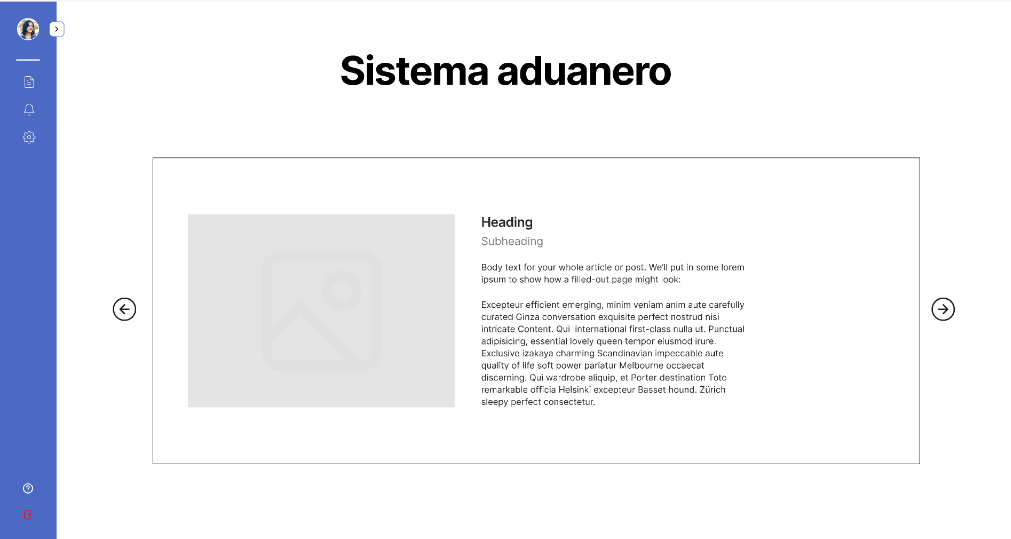 Sistema aduanero
Heading
Subheading
Body text for your whole article or post. We'll put in some lorem
ipsum to show how a filled-out page might look:
Excepteur efficient emerging, minim veniam anim aute carefully
curated Ginza conversation exquisite perfect nostrud nisi
intricate Content. Qui  international first-class nulla ut. Punctual
adipisicing, essential lovely queen tempor eiusmod irure.
Exclusive izakaya charming Scandinavian impeccable aute
quality of life soft power pariatur Melbourne occaecat
discerning. Qui wardrobe aliquip, et Porter destination Toto
remarkable officia Helsinki excepteur Basset hound. Zürich
sleepy perfect consectetur.